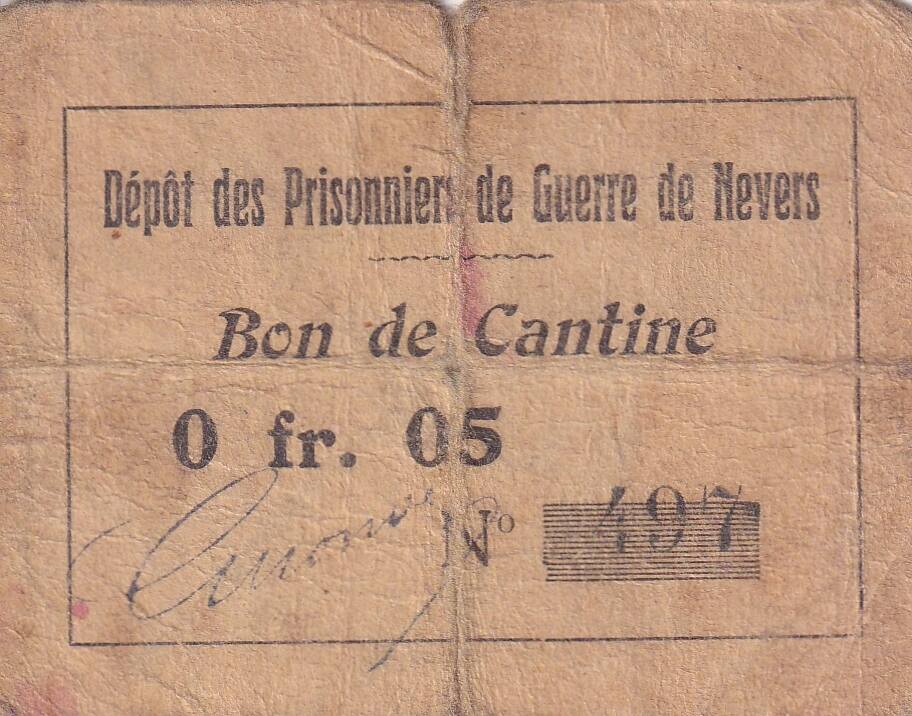 Dépôt des Prisonniers de Guerre de Nevers
Bon de Cantine
0 fr. 05
N° 497